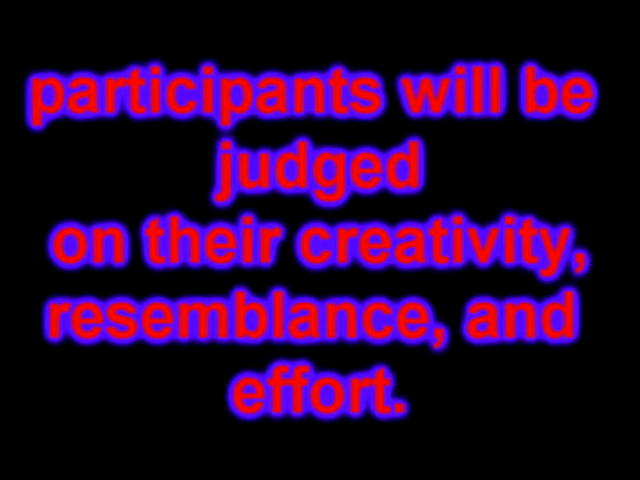 participants will be
judged
on their creativity,
resemblance, and
effort.